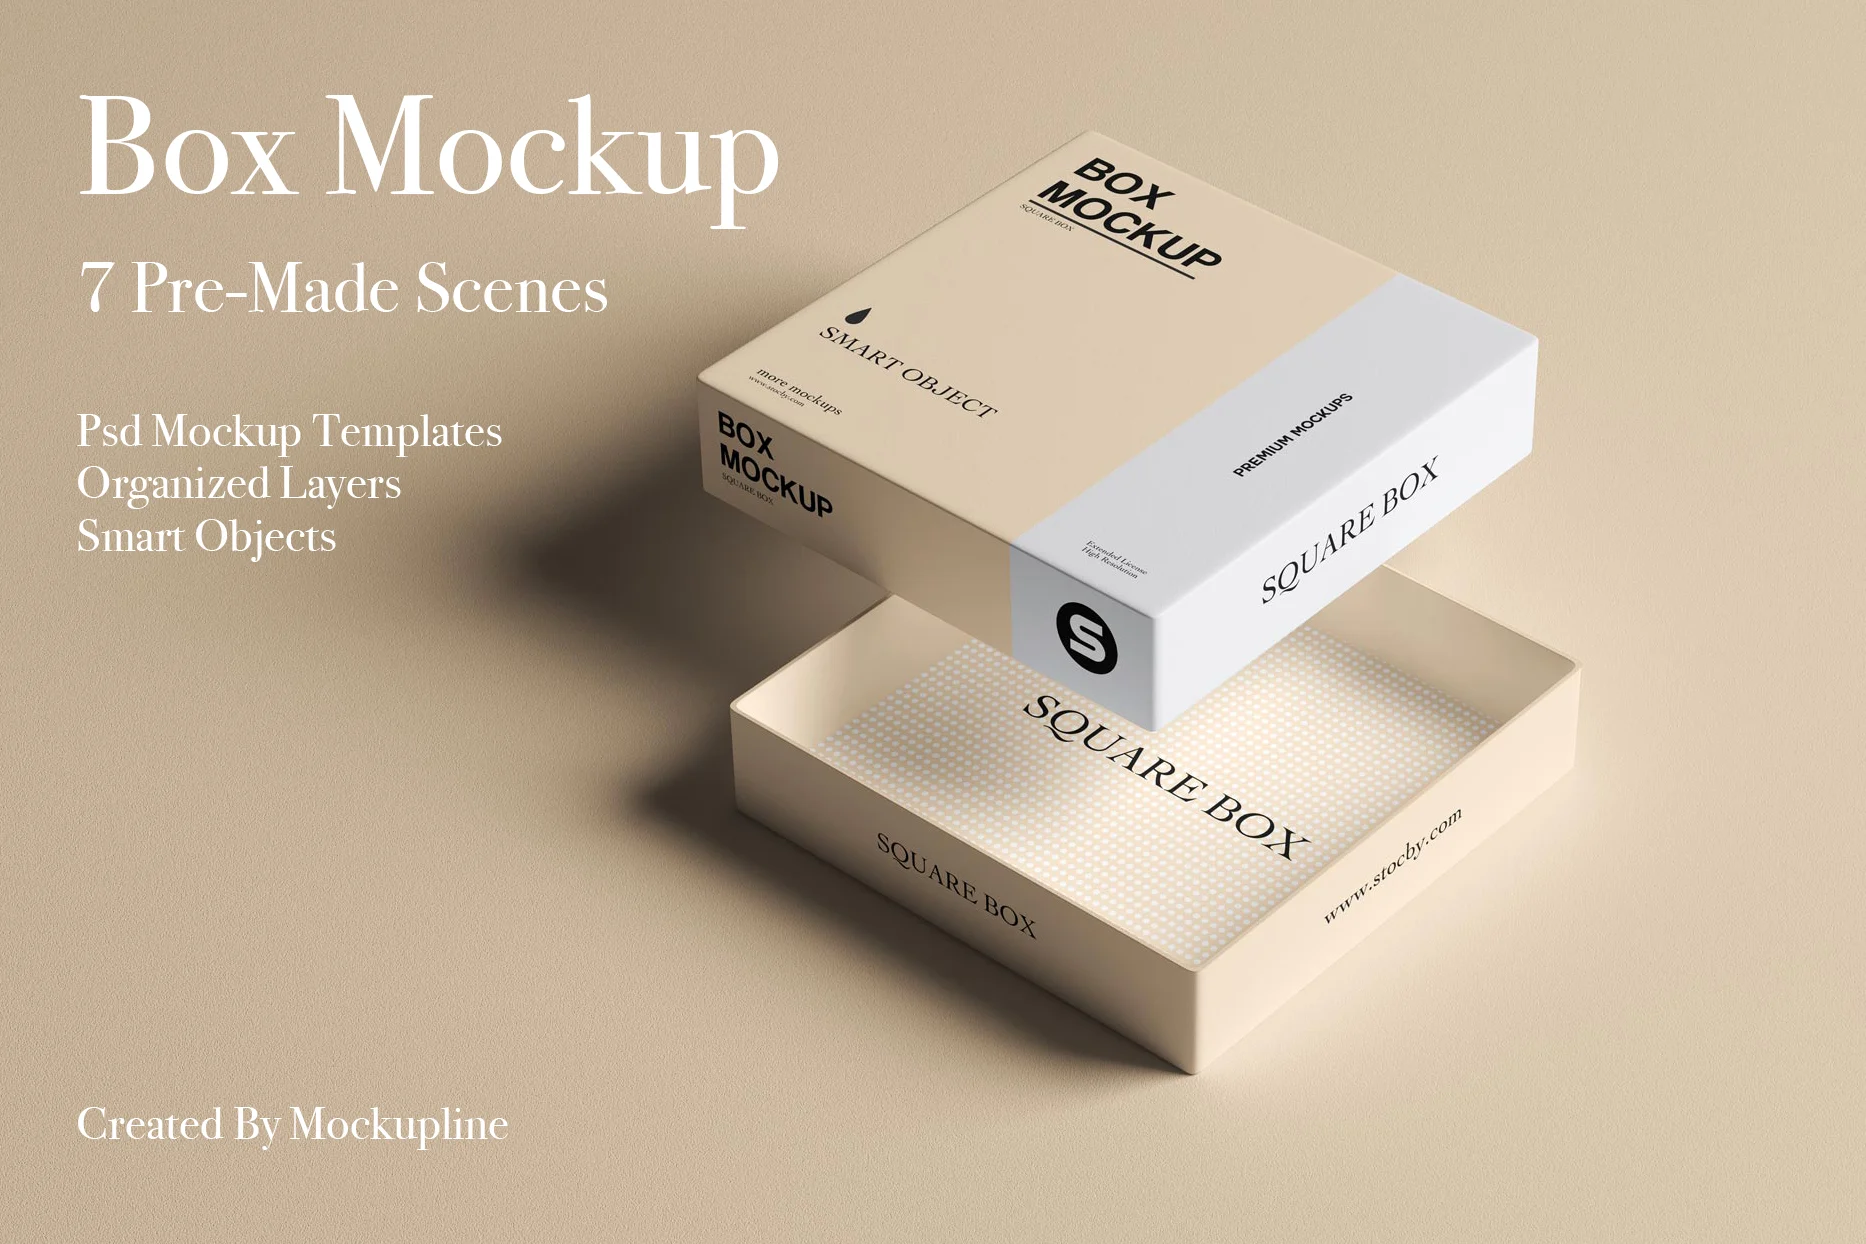 Box Mockup
7 Pre-Made Scenes
Psd Mockup Templates
Organized Layers
Smart Objects
Created By Mockupline
BOX
MOCKUP
SQUARE BOX
SMART OBJECT
more mockups
www.stocby.com
BOX
MOCKUP
SQUARE BOX
PREMIUM MOCKUPS
Extended License
High Resolution
S
SQUARE BOX
SQUARE BOX
SQUARE BOX
www.stocby.com